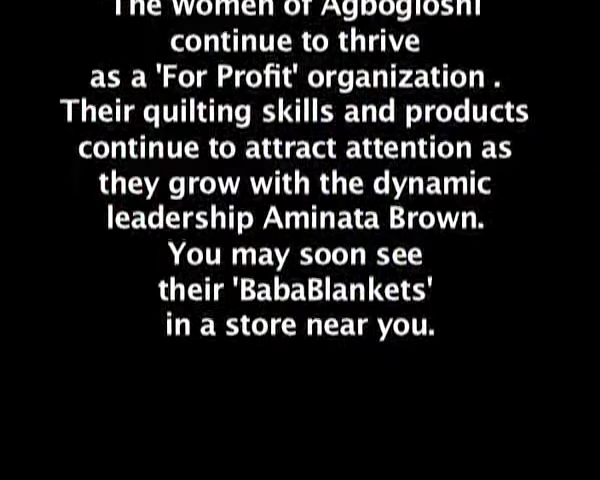 The Women of Agbogloshi
continue to thrive
as a 'For Profit' organization .
Their quilting skills and products
continue to attract attention as
they grow with the dynamic
leadership Aminata Brown.
You may soon see
their 'BabaBlankets'
in a store near you.